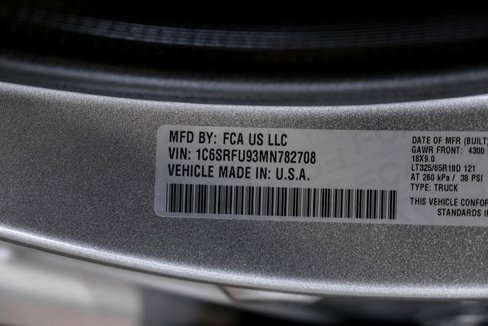 MFD BY: FCA US LLC
VIN: 1C6SRFU93MN782708
VEHICLE MADE IN: U.S.A.
DATE OF MFR (BUILT)
GAWR FRONT: 4300
18X9.0
LT325/65R18D 121
AT 260 kPa / 38 PSI
TYPE: TRUCK
THIS VEHICLE CONFOR
STANDARDS I